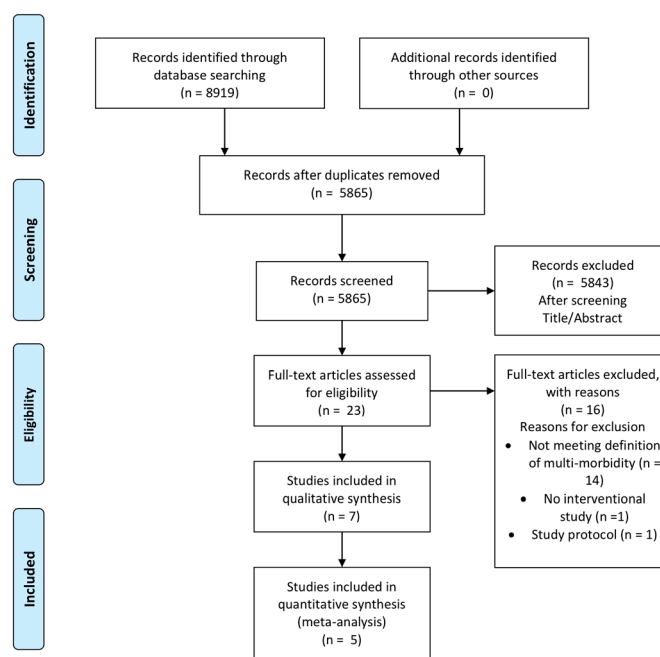 Identification
Records identified through
database searching
(n = 8919)
Additional records identified
through other sources
(n = 0)
Records after duplicates removed
(n = 5865)
Screening
Records screened
(n = 5865)
Records excluded
(n = 5843)
After screening
Title/Abstract
Eligibility
Full-text articles assessed
for eligibility
(n = 23)
Full-text articles excluded,
with reasons
(n = 16)
Reasons for exclusion
• Not meeting definition
of multi-morbidity (n =
14)
• No interventional
study (n =1)
• Study protocol (n = 1)
Studies included in
qualitative synthesis
(n = 7)
Included
Studies included in
quantitative synthesis
(meta-analysis)
(n = 5)